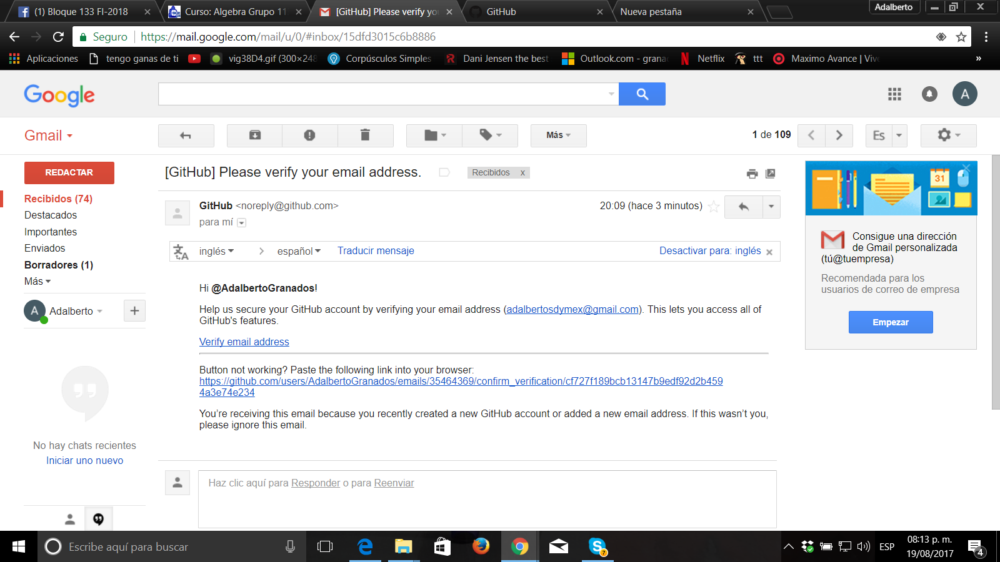 (1) Bloque 133 FI-2018
Curso: Algebra Grupo 11
[GitHub] Please verify yo
GitHub
Nueva pestaña
Adalberto
Seguro
https://mail.google.com/mail/u/0/#inbox/15dfd3015c6b8886
Aplicaciones
tengo ganas de ti
vig38D4.gif (300×248
Corpúsculos Simples
Dani Jensen the best
Outlook.com - grana
Netflix
ttt
Maximo Avance | Vive
»
Google
A
Gmail
Más
1 de 109
Es
REDACTAR
Recibidos (74)
Destacados
Importantes
Enviados
Borradores (1)
Más
A
Adalberto
+
No hay chats recientes
Iniciar uno nuevo
[GitHub] Please verify your email address.
Recibidos x
GitHub <noreply@github.com>
20:09 (hace 3 minutos)
para mí
inglés > español Traducir mensaje
Desactivar para: inglés
Hi @AdalbertoGranados!
Help us secure your GitHub account by verifying your email address (adalbertosdymex@gmail.com). This lets you access all of
GitHub's features.
Verify email address
Button not working? Paste the following link into your browser:
https://github.com/users/AdalbertoGranados/emails/35464369/confirm_verification/cf727f189bcb13147b9edf92d2b459
4a3e74e234
You’re receiving this email because you recently created a new GitHub account or added a new email address. If this wasn’t you,
please ignore this email.
Haz clic aquí para Responder o para Reenviar
31
Consigue una dirección
de Gmail personalizada
(tú@tuempresa)
Recomendada para los
usuarios de correo de empresa
Empezar
Escribe aquí para buscar
7
ESP
08:13 p. m.
19/08/2017
4